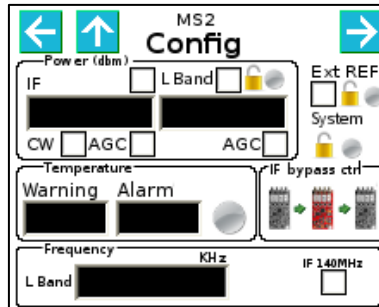 MS2
Config
Power (dbm)
IF
L Band
Ext REF
System
CW
AGC
AGC
Temperature
IF bypass ctrl
Warning
Alarm
Frequency
KHz
L Band
IF 140MHz